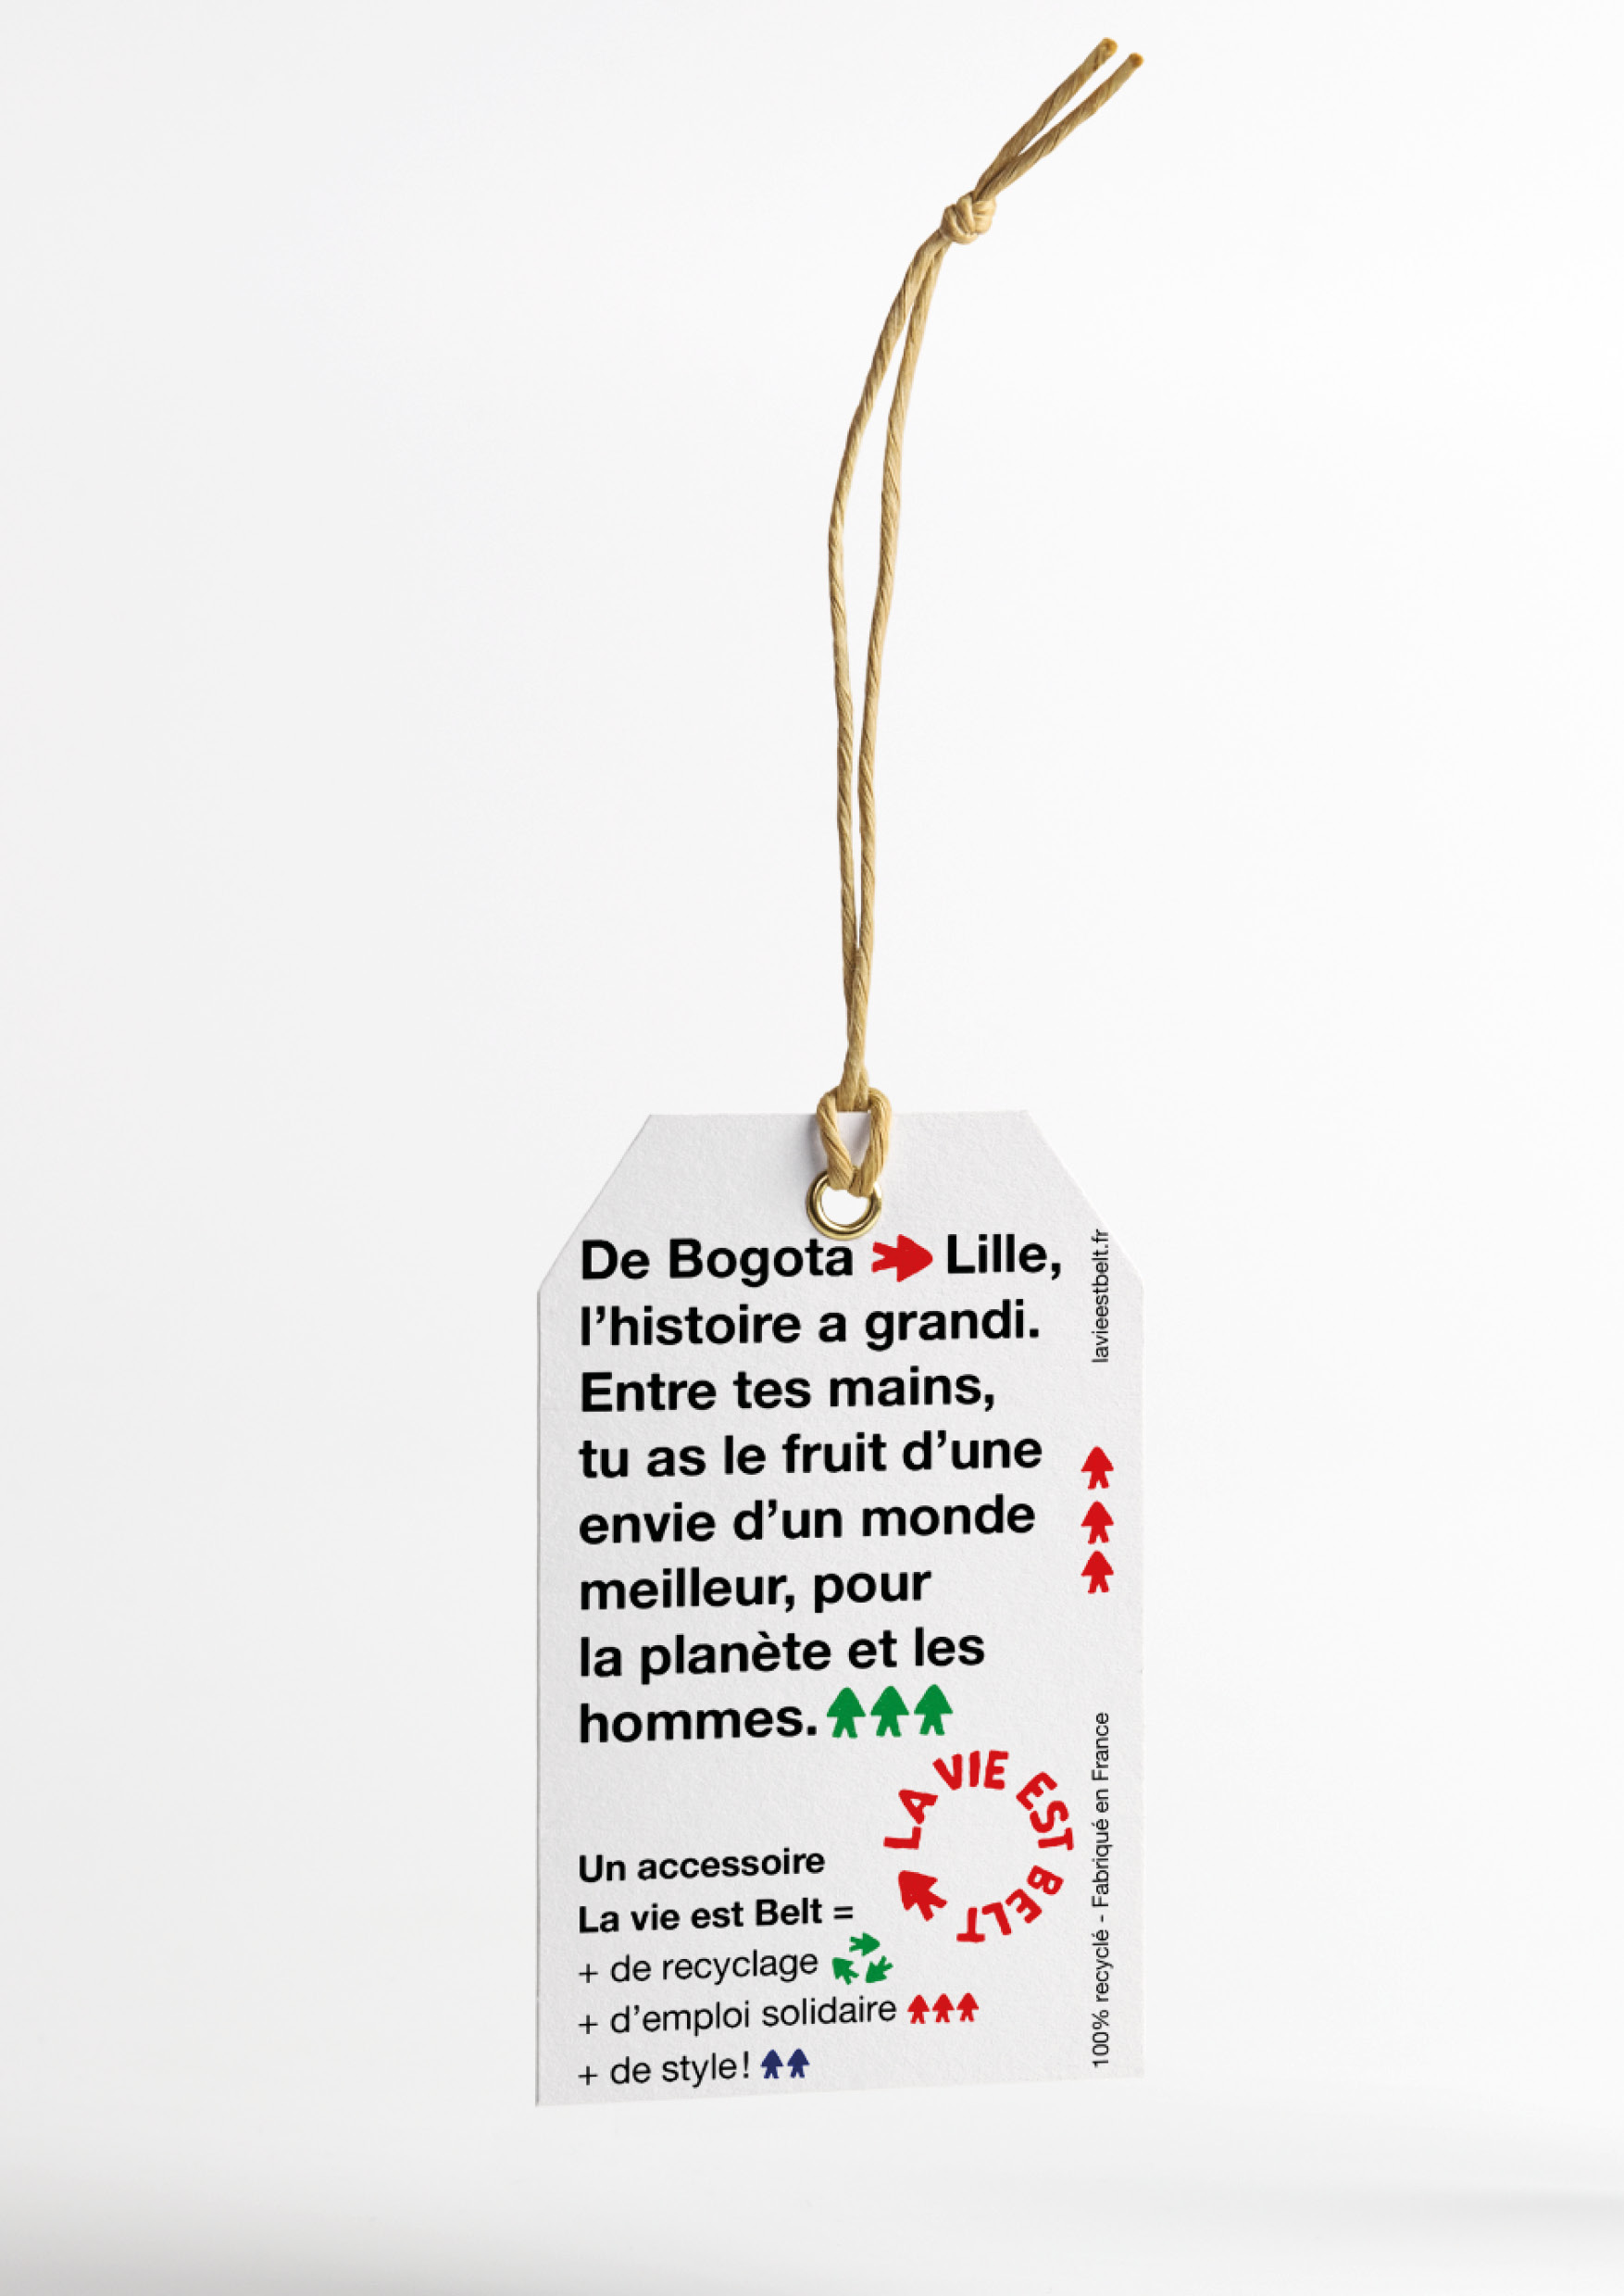 De Bogota Lille,
l’histoire a grandi.
Entre tes mains,
tu as le fruit d’une
envie d’un monde
meilleur, pour
la planète et les
hommes.
LA VIE EST BELT
Un accessoire
La vie est Belt =
+ de recyclage
+ d’emploi solidaire
+ de style!
lavieestbelt.fr
100% recyclé - Fabriqué en France